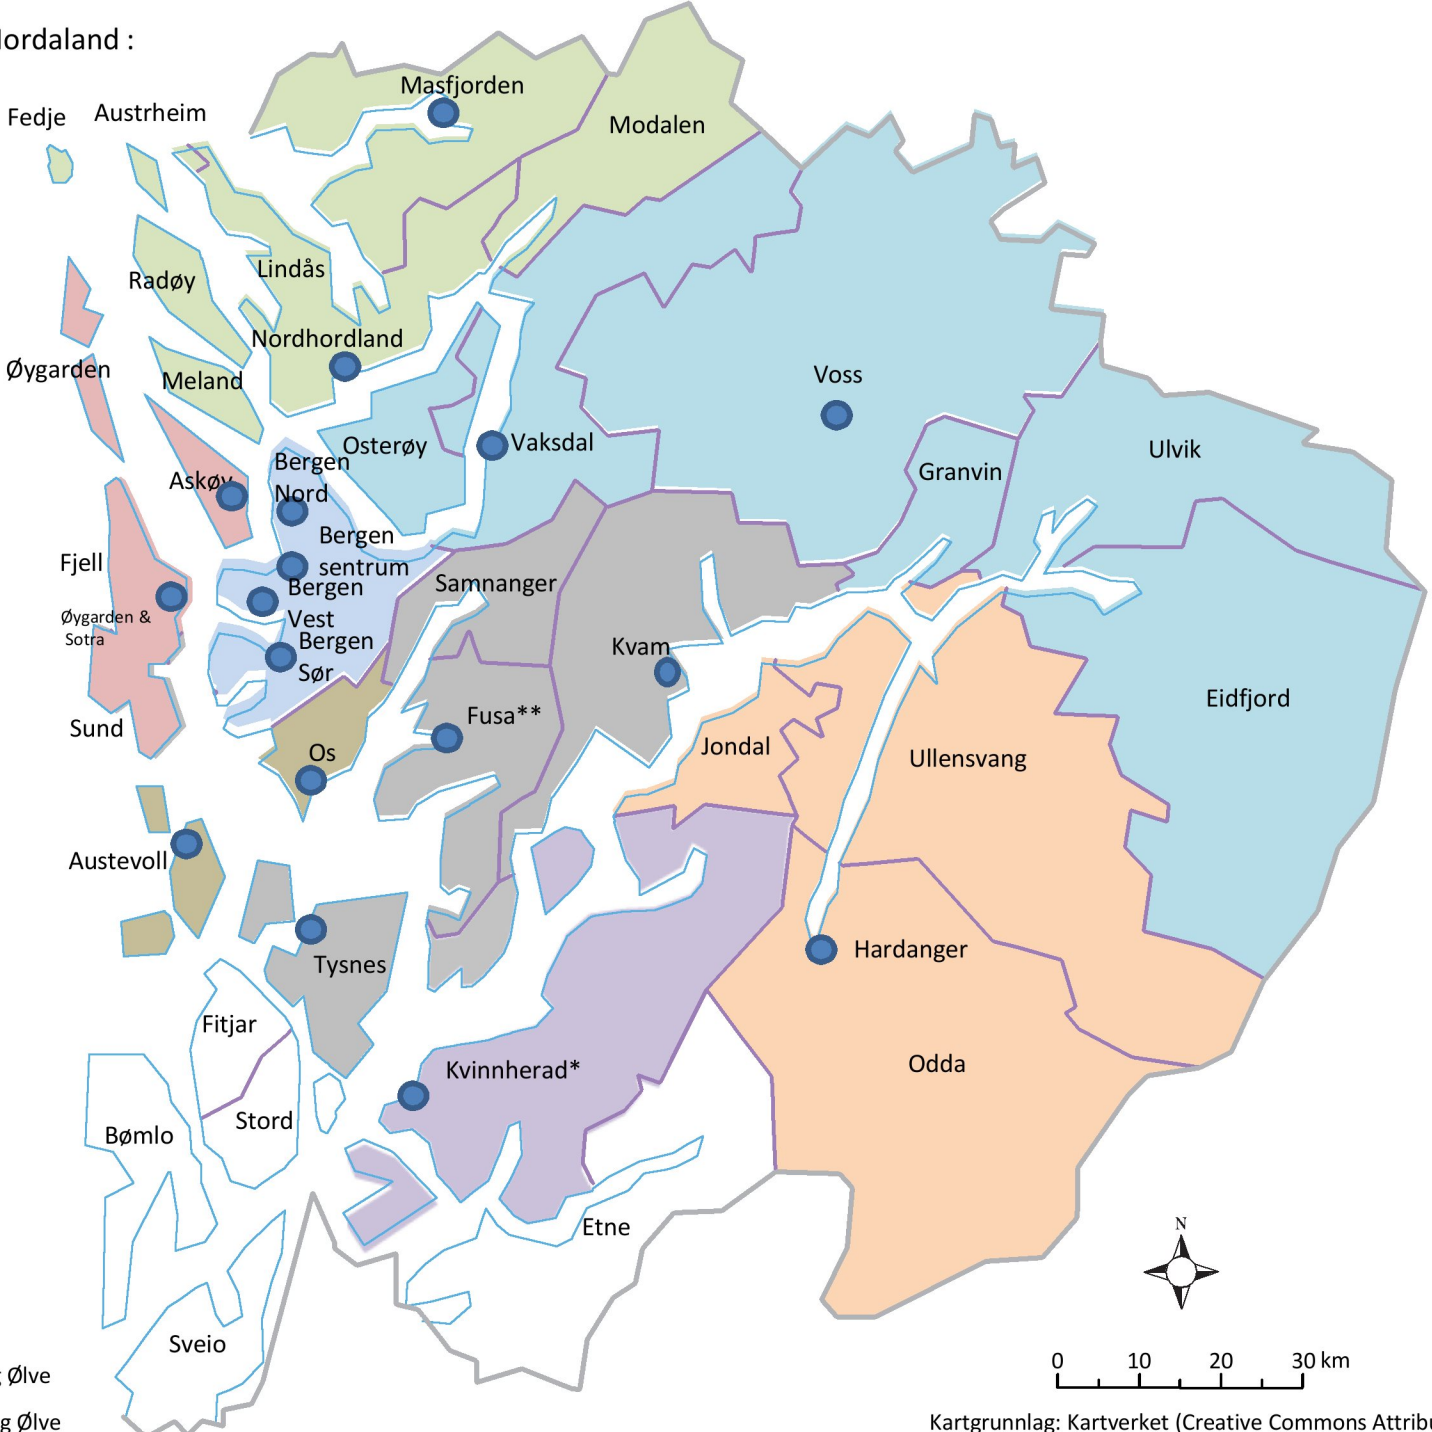 ordaland :
Masfjorden
Fedje
Austrheim
Modalen
Radøy
Lindås
Nordhordland
Øygarden
Meland
Voss
Osterøy
Vaksdal
Ulvik
Bergen
Nord
Granvin
Askøy
Bergen
sentrum
Fjell
Samnanger
Bergen
Vest
Øygarden &
Sotra
Bergen
Sør
Kvam
Eidfjord
Sund
Fusa**
Os
Jondal
Ullensvang
Austevoll
Hardanger
Tysnes
Fitjar
Odda
Kvinnherad*
Stord
Bømlo
Etne
N
Sveio
0 10 20 30 km
Ølve
g Ølve
Kartgrunnlag: Kartverket (Creative Commons Attribu